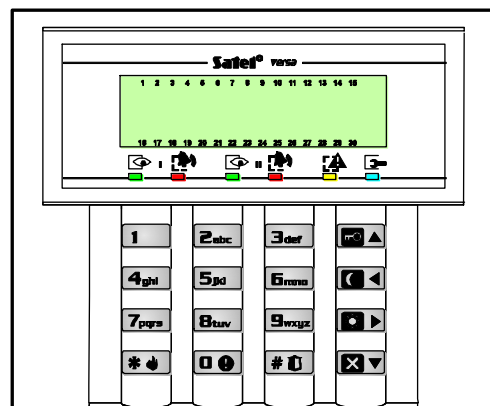 Satel® versa
1 2 3 4 5 6 7 8 9 10 11 12 13 14 15
16 17 18 19 20 21 22 23 24 25 26 27 28 29 30
I II
1 2abc 3def
4ghi 5jkl 6mno
7pqrs 8tuv 9wxyz
* 0 #